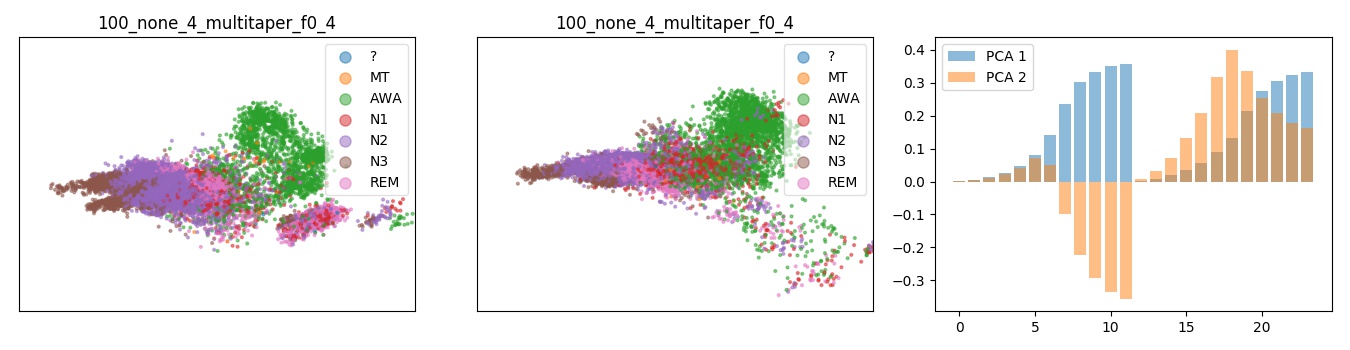 100_none_4_multitaper_f0_4
?
MT
AWA
N1
N2
N3
REM
100_none_4_multitaper_f0_4
?
MT
AWA
N1
N2
N3
REM
PCA 1
PCA 2
0.4
0.3
0.2
0.1
0.0
−0.1
−0.2
−0.3
0 5 10 15 20